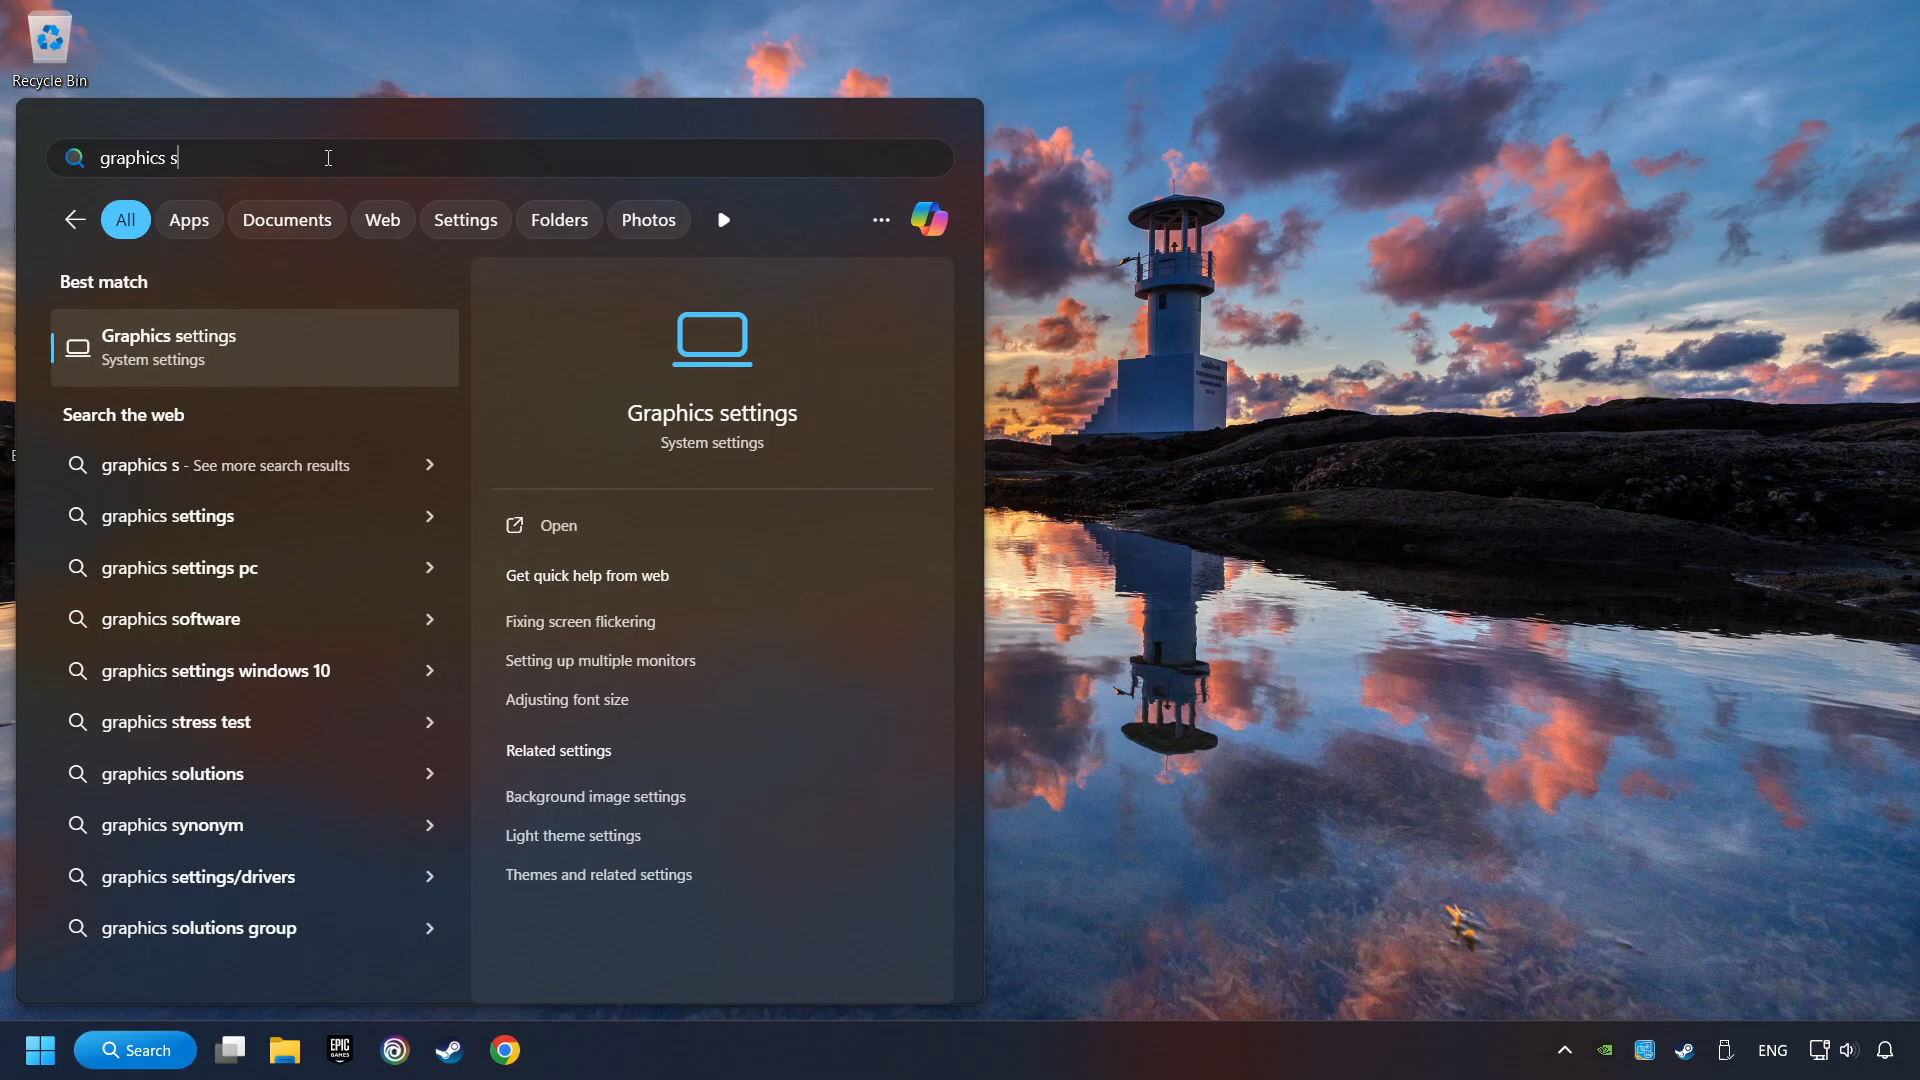 Recycle Bin
graphics s
All
Apps
Documents
Web
Settings
Folders
Photos
Best match
Graphics settings
System settings
Search the web
graphics s - See more search results
graphics settings
graphics settings pc
graphics software
graphics settings windows 10
graphics stress test
graphics solutions
graphics synonym
graphics settings/drivers
graphics solutions group
Graphics settings
System settings
Open
Get quick help from web
Fixing screen flickering
Setting up multiple monitors
Adjusting font size
Related settings
Background image settings
Light theme settings
Themes and related settings
Search
EPIC
GAMES
ENG